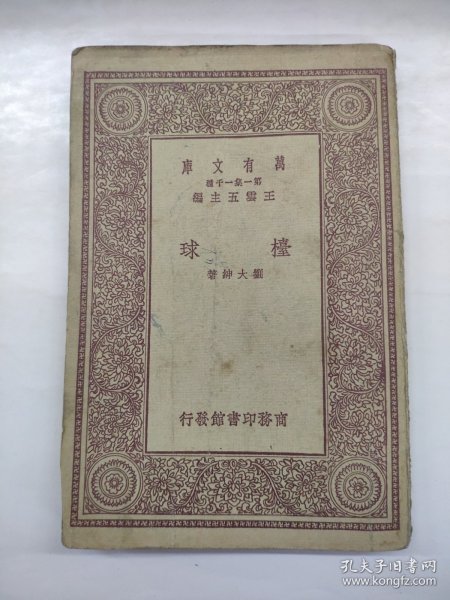 萬有文庫
第一集一千種
王雲五主編
檯球
劉大紳著
商務印書館發行
孔夫子旧书网
www.kongfz.com